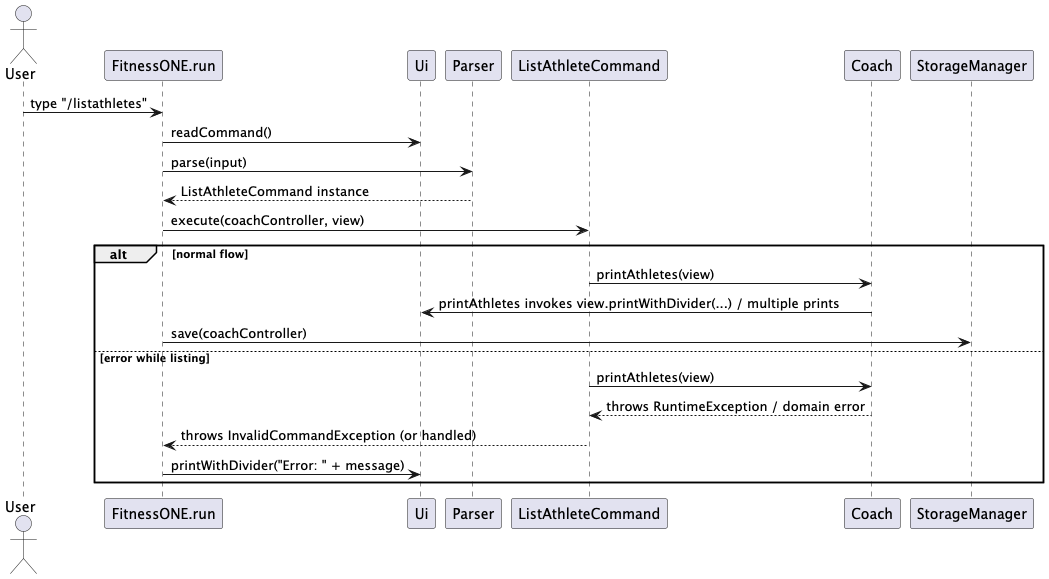 User
FitnessONE.run
Ui
Parser
ListAthleteCommand
Coach
StorageManager
type "/listathletes"
readCommand()
parse(input)
ListAthleteCommand instance
execute(coachController, view)
alt
[normal flow]
printAthletes(view)
printAthletes invokes view.printWithDivider(...) / multiple prints
save(coachController)
[error while listing]
printAthletes(view)
throws RuntimeException / domain error
throws InvalidCommandException (or handled)
printWithDivider("Error: " + message)
User
FitnessONE.run
Ui
Parser
ListAthleteCommand
Coach
StorageManager